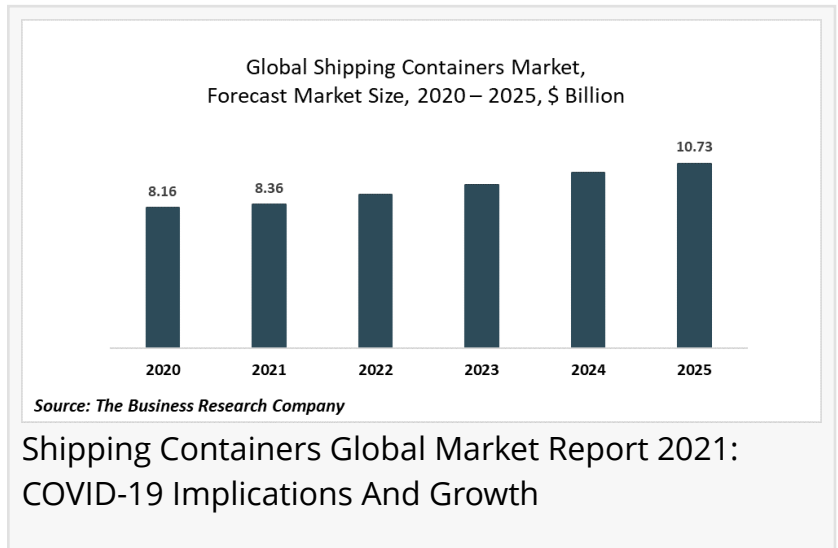 Global Shipping Containers Market,
Forecast Market Size, 2020 – 2025, $ Billion
8.16
8.36
10.73
2020
2021
2022
2023
2024
2025
Source: The Business Research Company
Shipping Containers Global Market Report 2021:
COVID-19 Implications And Growth